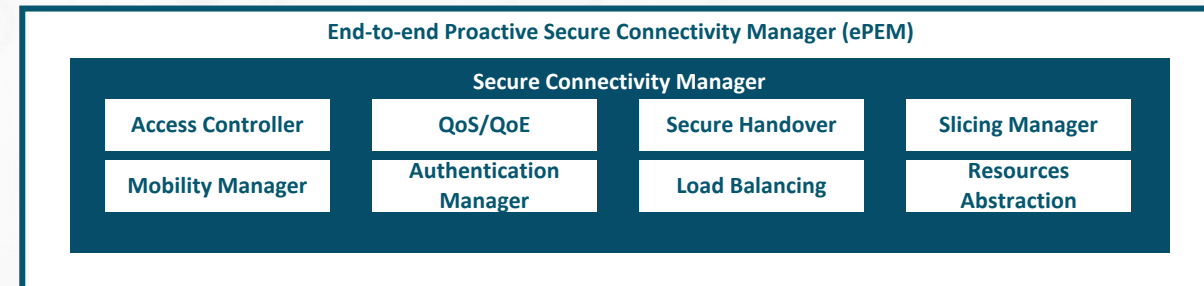 End-to-end Proactive Secure Connectivity Manager (ePEM)
Secure Connectivity Manager
Access Controller
QoS/QoE
Secure Handover
Slicing Manager
Mobility Manager
Authentication
Manager
Load Balancing
Resources
Abstraction